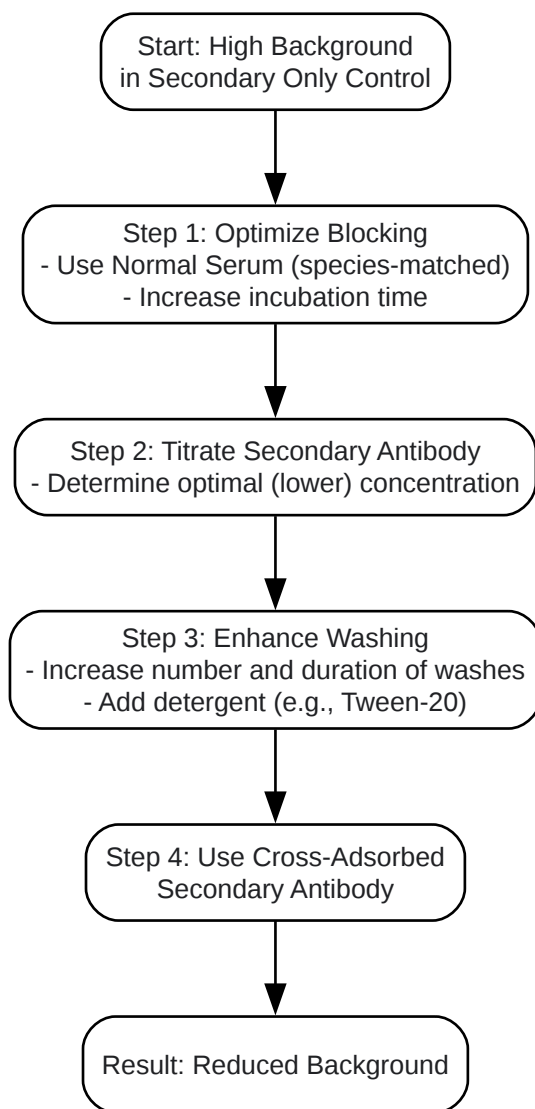 Start: High Background
in Secondary Only Control
Step 1: Optimize Blocking
- Use Normal Serum (species-matched)
- Increase incubation time
Step 2: Titrate Secondary Antibody
- Determine optimal (lower) concentration
Step 3: Enhance Washing
- Increase number and duration of washes
- Add detergent (e.g., Tween-20)
Step 4: Use Cross-Adsorbed
Secondary Antibody
Result: Reduced Background